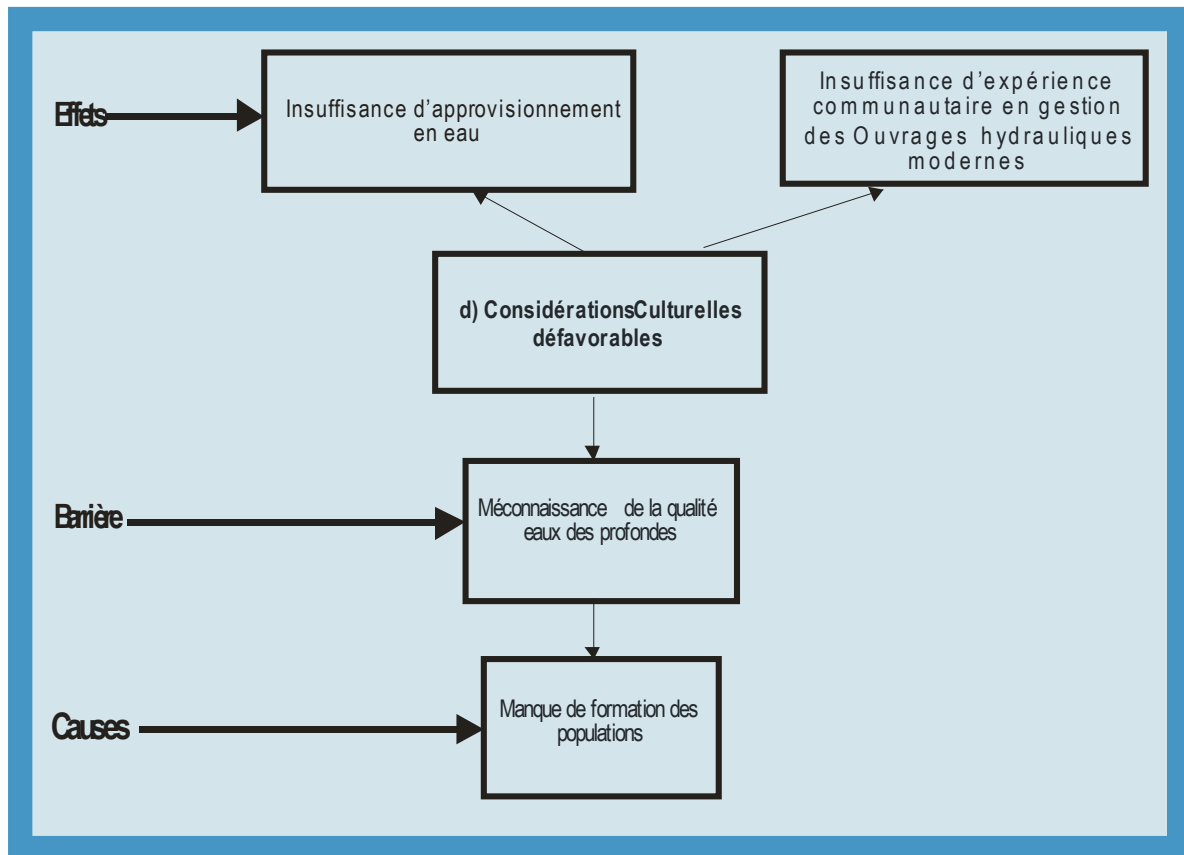 Effets
Insuffisance d’approvisionnement
en eau
Insuffisance d’expérience
communautaire en gestion
des Ouvrages hydrauliques
modernes
d) ConsidérationsCulturelles
défavorables
Barrière
Méconnaissance de la qualité
eaux des profondes
Causes
Manque de formation des
populations